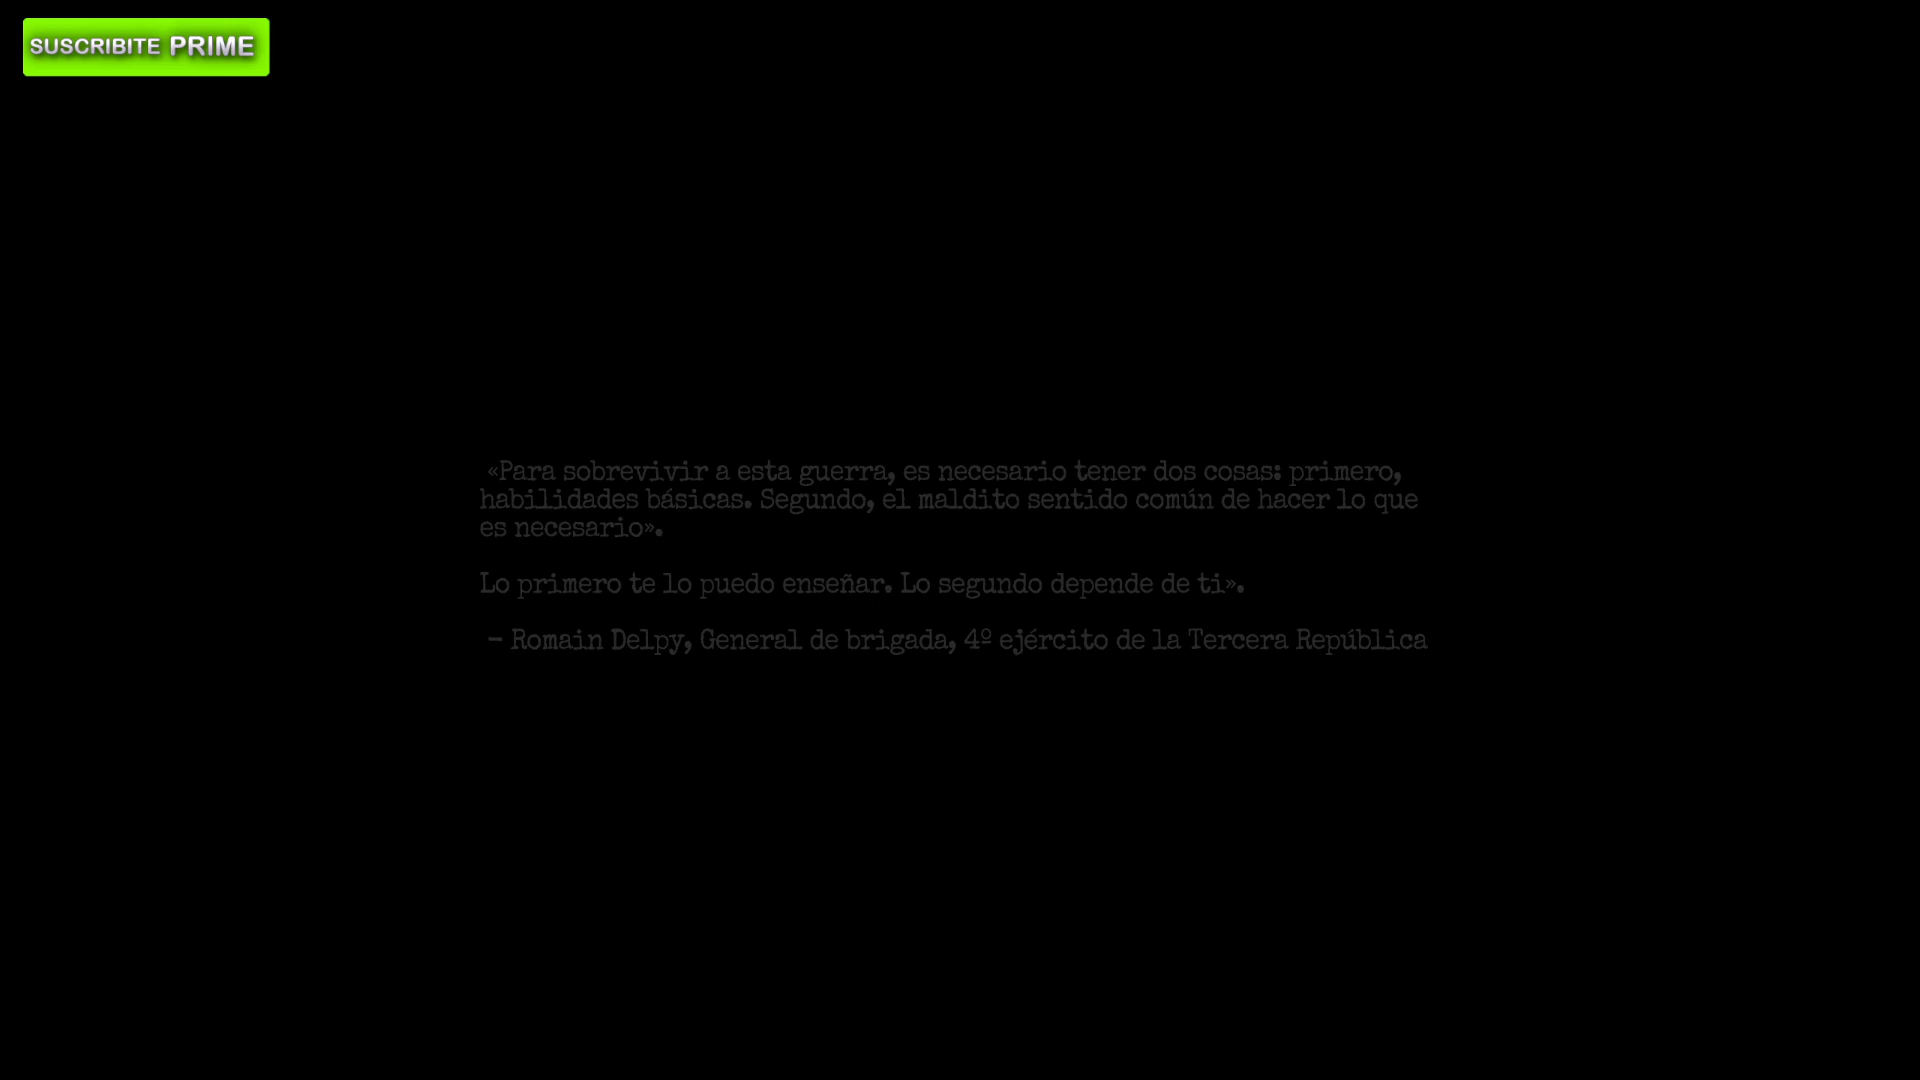 SUSCRIBITE PRIME
«Para sobrevivir a esta guerra, es necesario tener dos cosas: primero,
habilidades básicas. Segundo, el maldito sentido común de hacer lo que
es necesario».
Lo primero te lo puedo enseñar. Lo segundo depende de ti».
- Romain Delpy, General de brigada, 4º ejército de la Tercera República